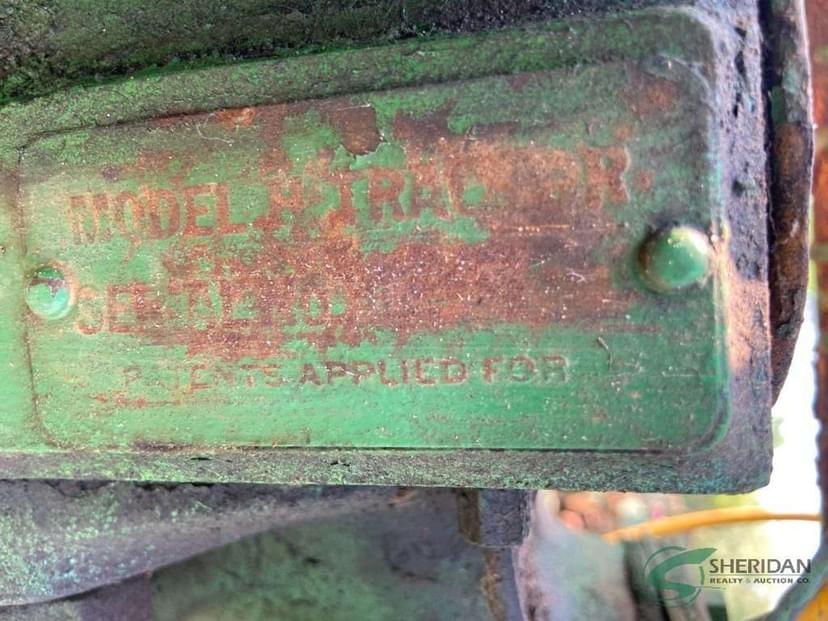 MODEL H TRACTOR
SERIAL NO.
PATENTS APPLIED FOR
SHERIDAN
REALTY & AUCTION CO.